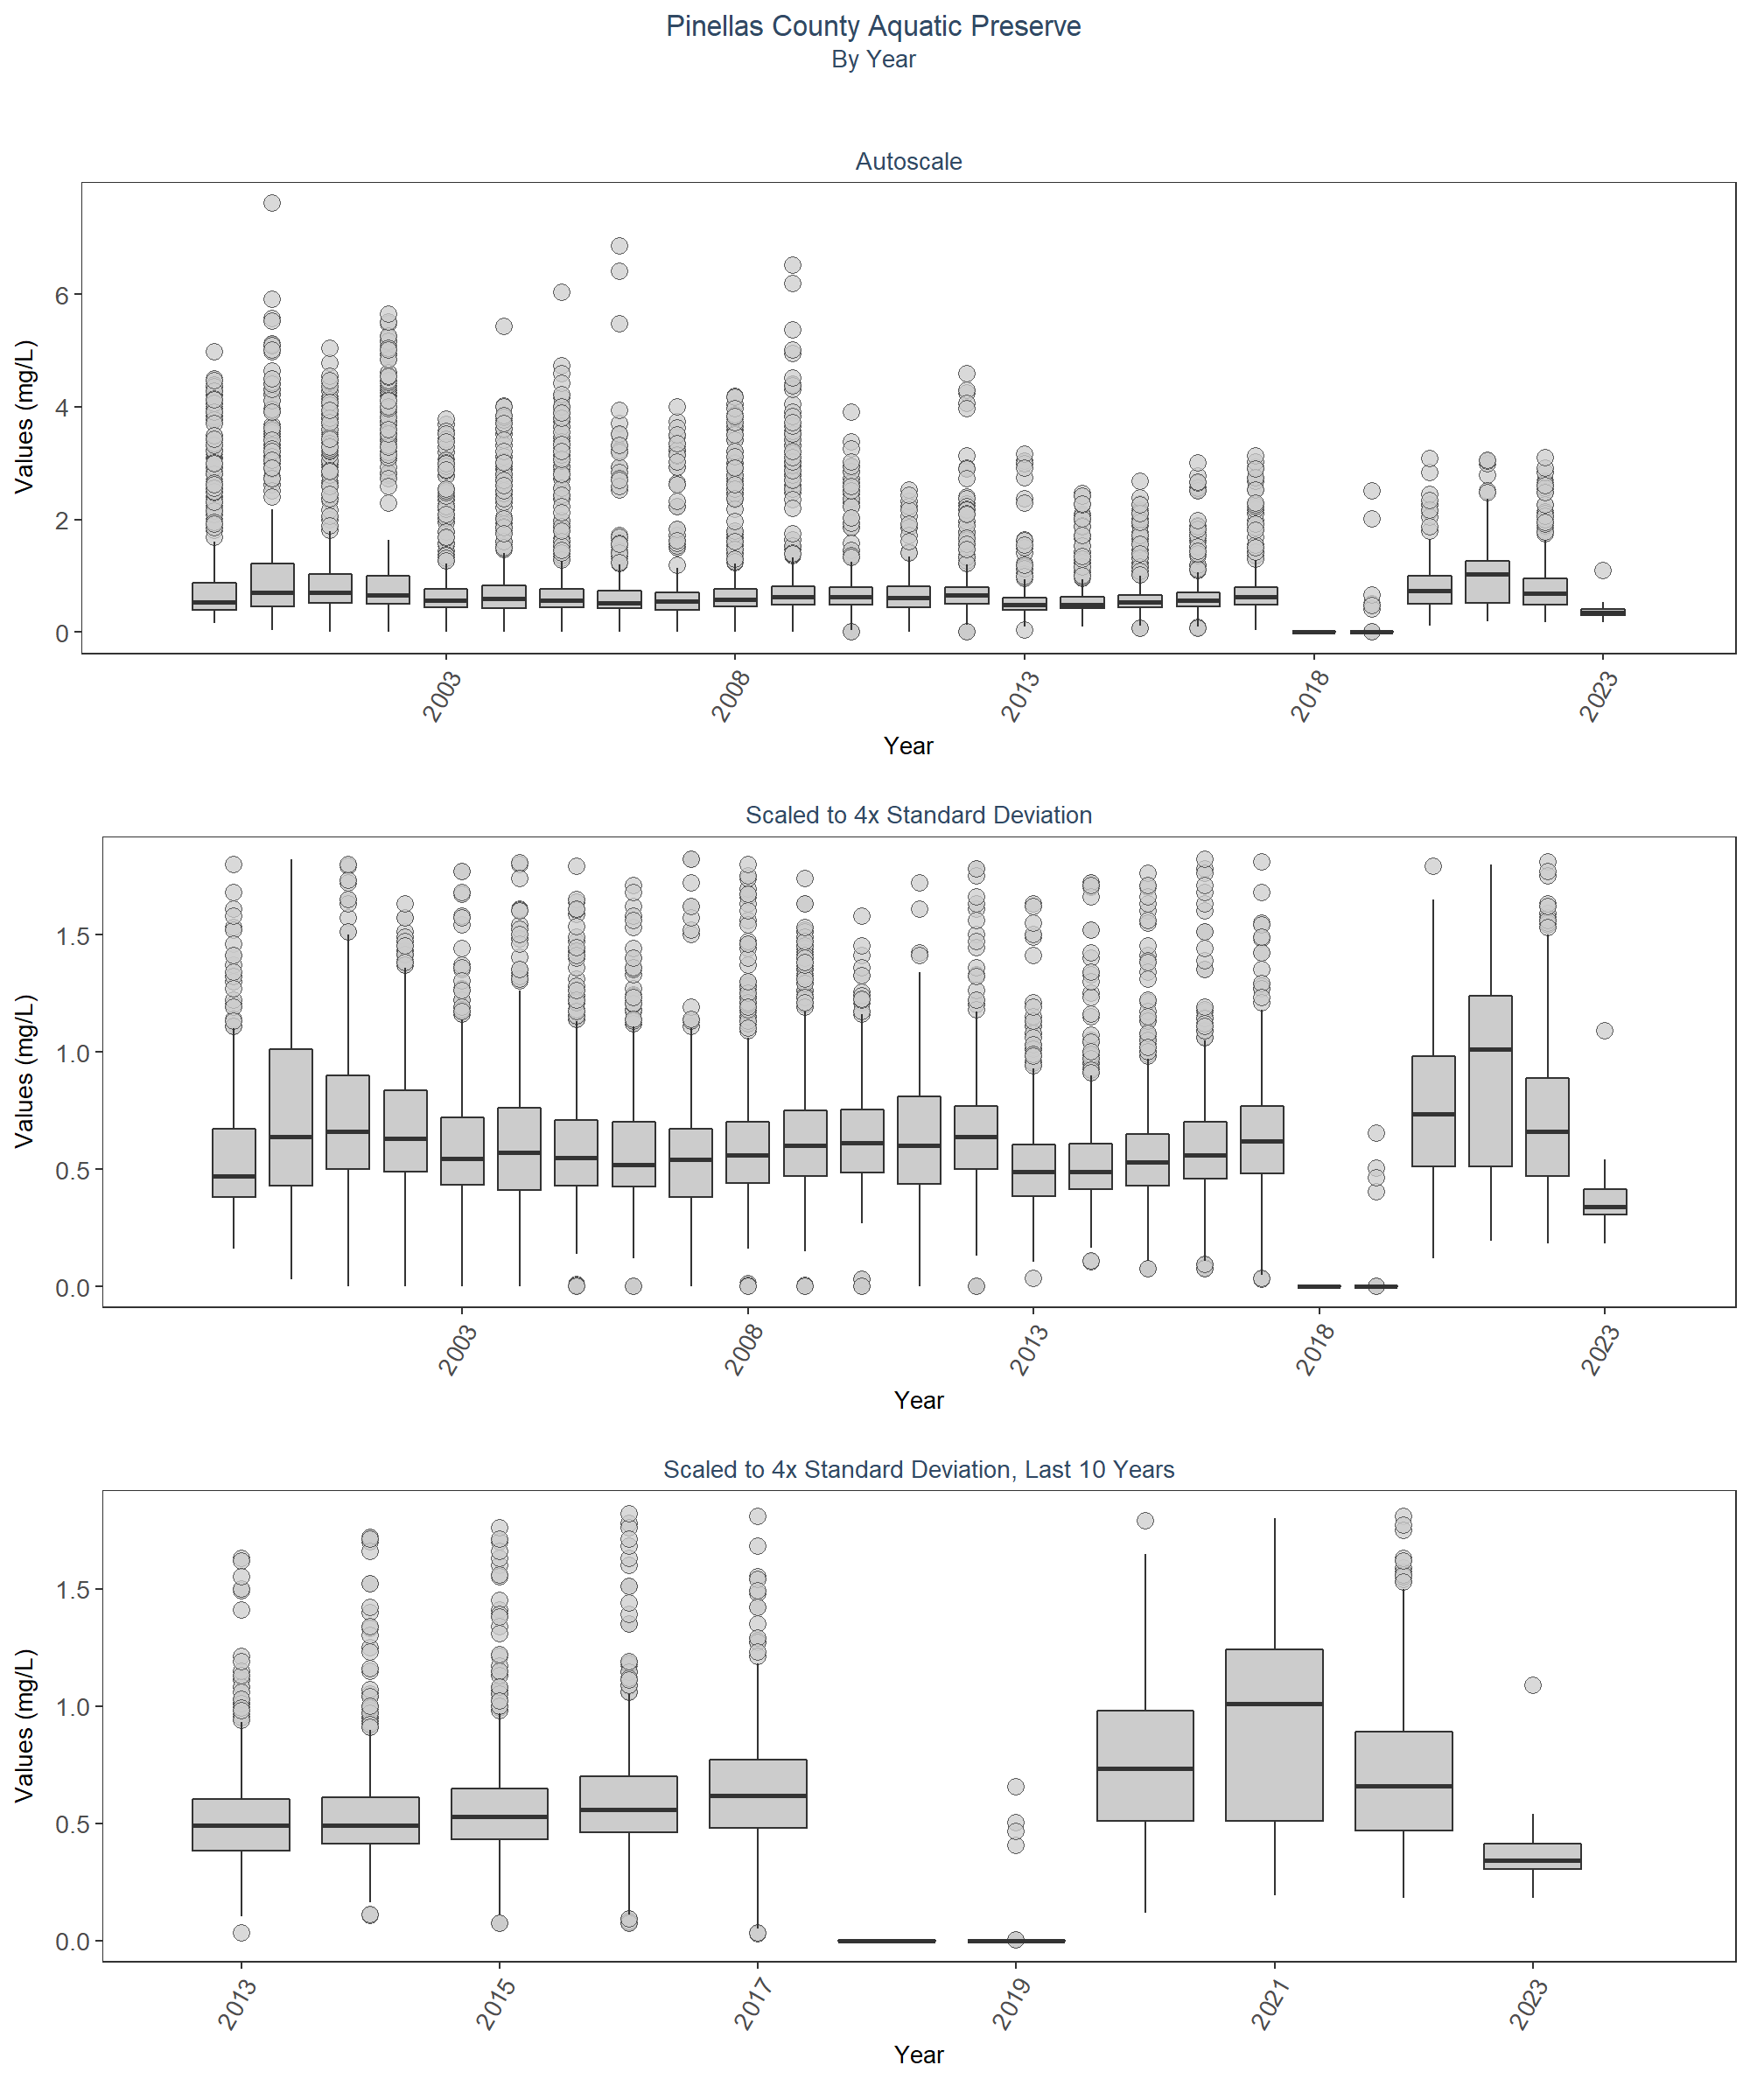 Pinellas County Aquatic Preserve
By Year
Autoscale
Values (mg/L)
6
4
2
0
2003
2008
2013
2018
2023
Year
Scaled to 4x Standard Deviation
Values (mg/L)
1.5
1.0
0.5
0.0
2003
2008
2013
2018
2023
Year
Scaled to 4x Standard Deviation, Last 10 Years
Values (mg/L)
1.5
1.0
0.5
0.0
2013
2015
2017
2019
2021
2023
Year